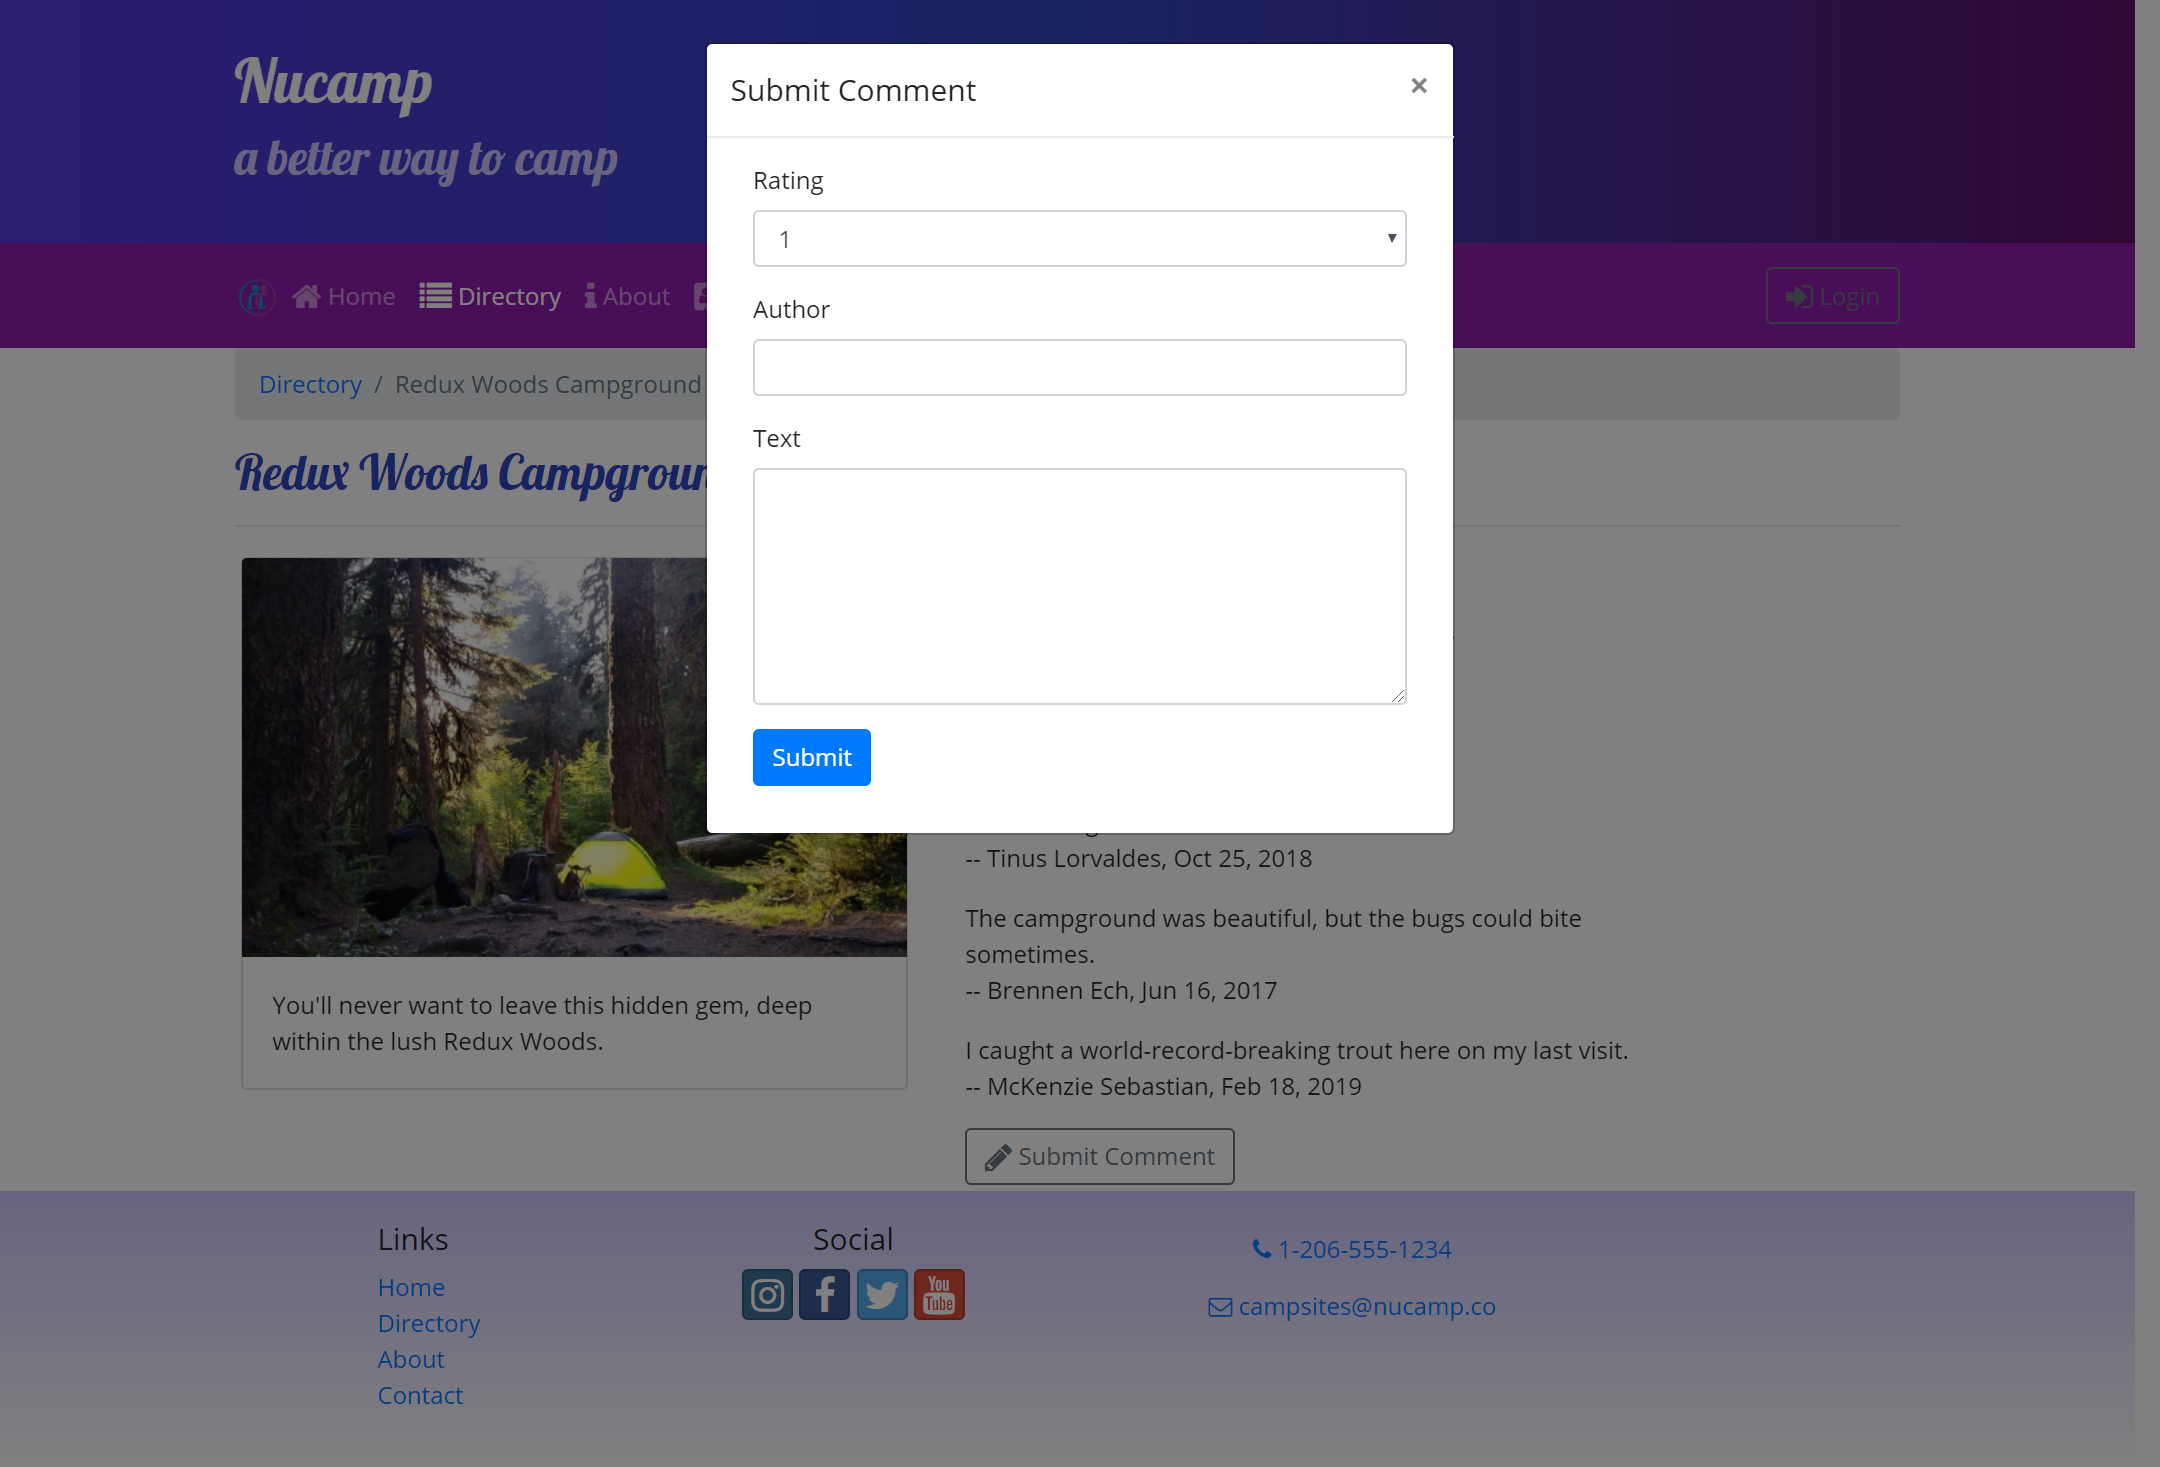 Nucamp
a better way to camp
Home
Directory
About
Login
Directory / Redux Woods Campground
Redux Woods
Submit Comment
×
Rating
1
Author
Text
Submit
-- Tinus Lorvaldes, Oct 25, 2018
The campground was beautiful, but the bugs could bite
sometimes.
-- Brennen Ech, Jun 16, 2017
I caught a world-record-breaking trout here on my last visit.
-- McKenzie Sebastian, Feb 18, 2019
Submit Comment
You'll never want to leave this hidden gem, deep
within the lush Redux Woods.
Links
Home
Directory
About
Contact
Social
You
Tube
1-206-555-1234
campsites@nucamp.co